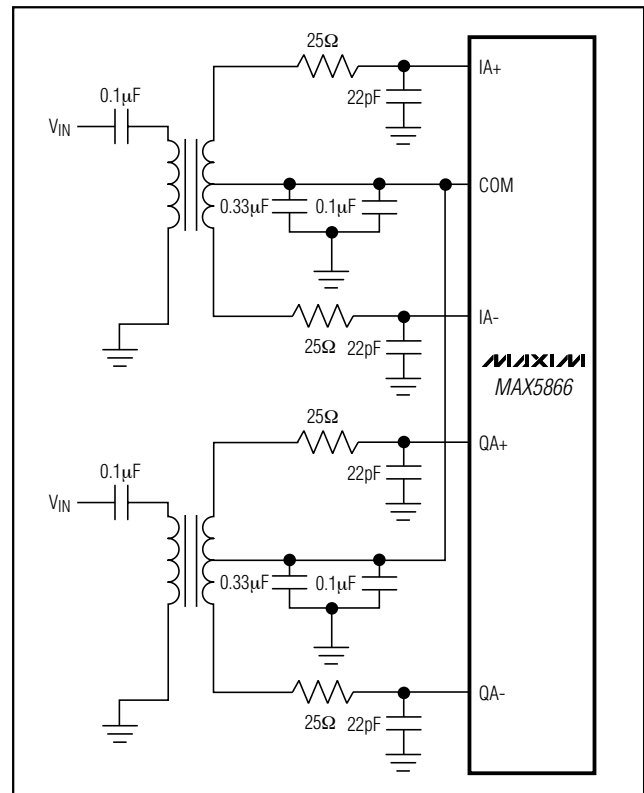 25Ω
IA+
0.1μF
22pF
VIN
COM
0.33μF 0.1μF
IA-
25Ω 22pF
MAXIM
MAX5866
25Ω
QA+
0.1μF
22pF
VIN
0.33μF 0.1μF
QA-
25Ω 22pF